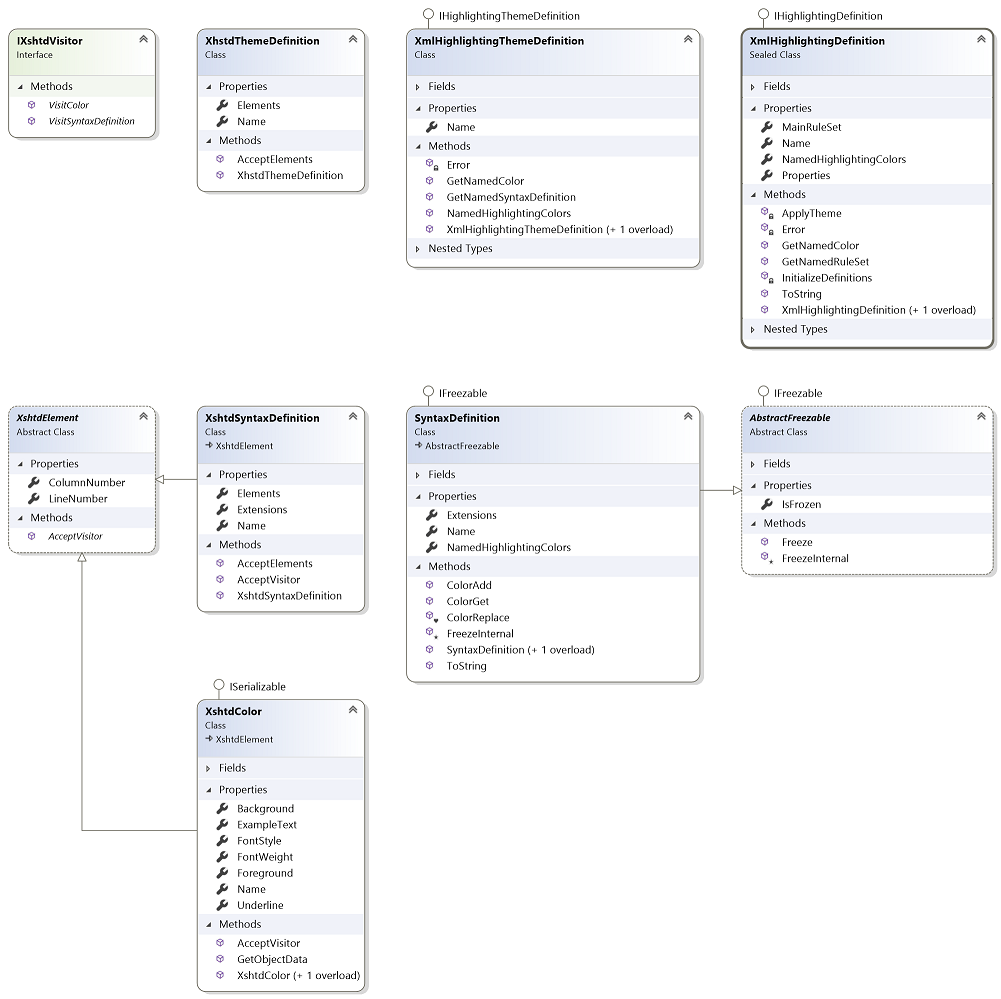 IXshtdVisitor
Interface
Methods
VisitColor
VisitSyntaxDefinition
XhstdThemeDefinition
Class
Properties
Elements
Name
Methods
AcceptElements
XhstdThemeDefinition
IHighlightingThemeDefinition
XmlHighlightingThemeDefinition
Class
Fields
Properties
Name
Methods
Error
GetNamedColor
GetNamedSyntaxDefinition
NamedHighlightingColors
XmlHighlightingThemeDefinition (+ 1 overload)
Nested Types
IHighlightingDefinition
XmlHighlightingDefinition
Sealed Class
Fields
Properties
MainRuleSet
Name
NamedHighlightingColors
Properties
Methods
ApplyTheme
Error
GetNamedColor
GetNamedRuleSet
InitializeDefinitions
ToString
XmlHighlightingDefinition (+ 1 overload)
Nested Types
XshtdElement
Abstract Class
Properties
ColumnNumber
LineNumber
Methods
AcceptVisitor
XshtdSyntaxDefinition
Class
XshtdElement
Properties
Elements
Extensions
Name
Methods
AcceptElements
AcceptVisitor
XshtdSyntaxDefinition
IFreezable
SyntaxDefinition
Class
AbstractFreezable
Fields
Properties
Extensions
Name
NamedHighlightingColors
Methods
ColorAdd
ColorGet
ColorReplace
FreezeInternal
SyntaxDefinition (+ 1 overload)
ToString
IFreezable
AbstractFreezable
Abstract Class
Fields
Properties
IsFrozen
Methods
Freeze
FreezeInternal
ISerializable
XshtdColor
Class
XshtdElement
Fields
Properties
Background
ExampleText
FontStyle
FontWeight
Foreground
Name
Underline
Methods
AcceptVisitor
GetObjectData
XshtdColor (+ 1 overload)